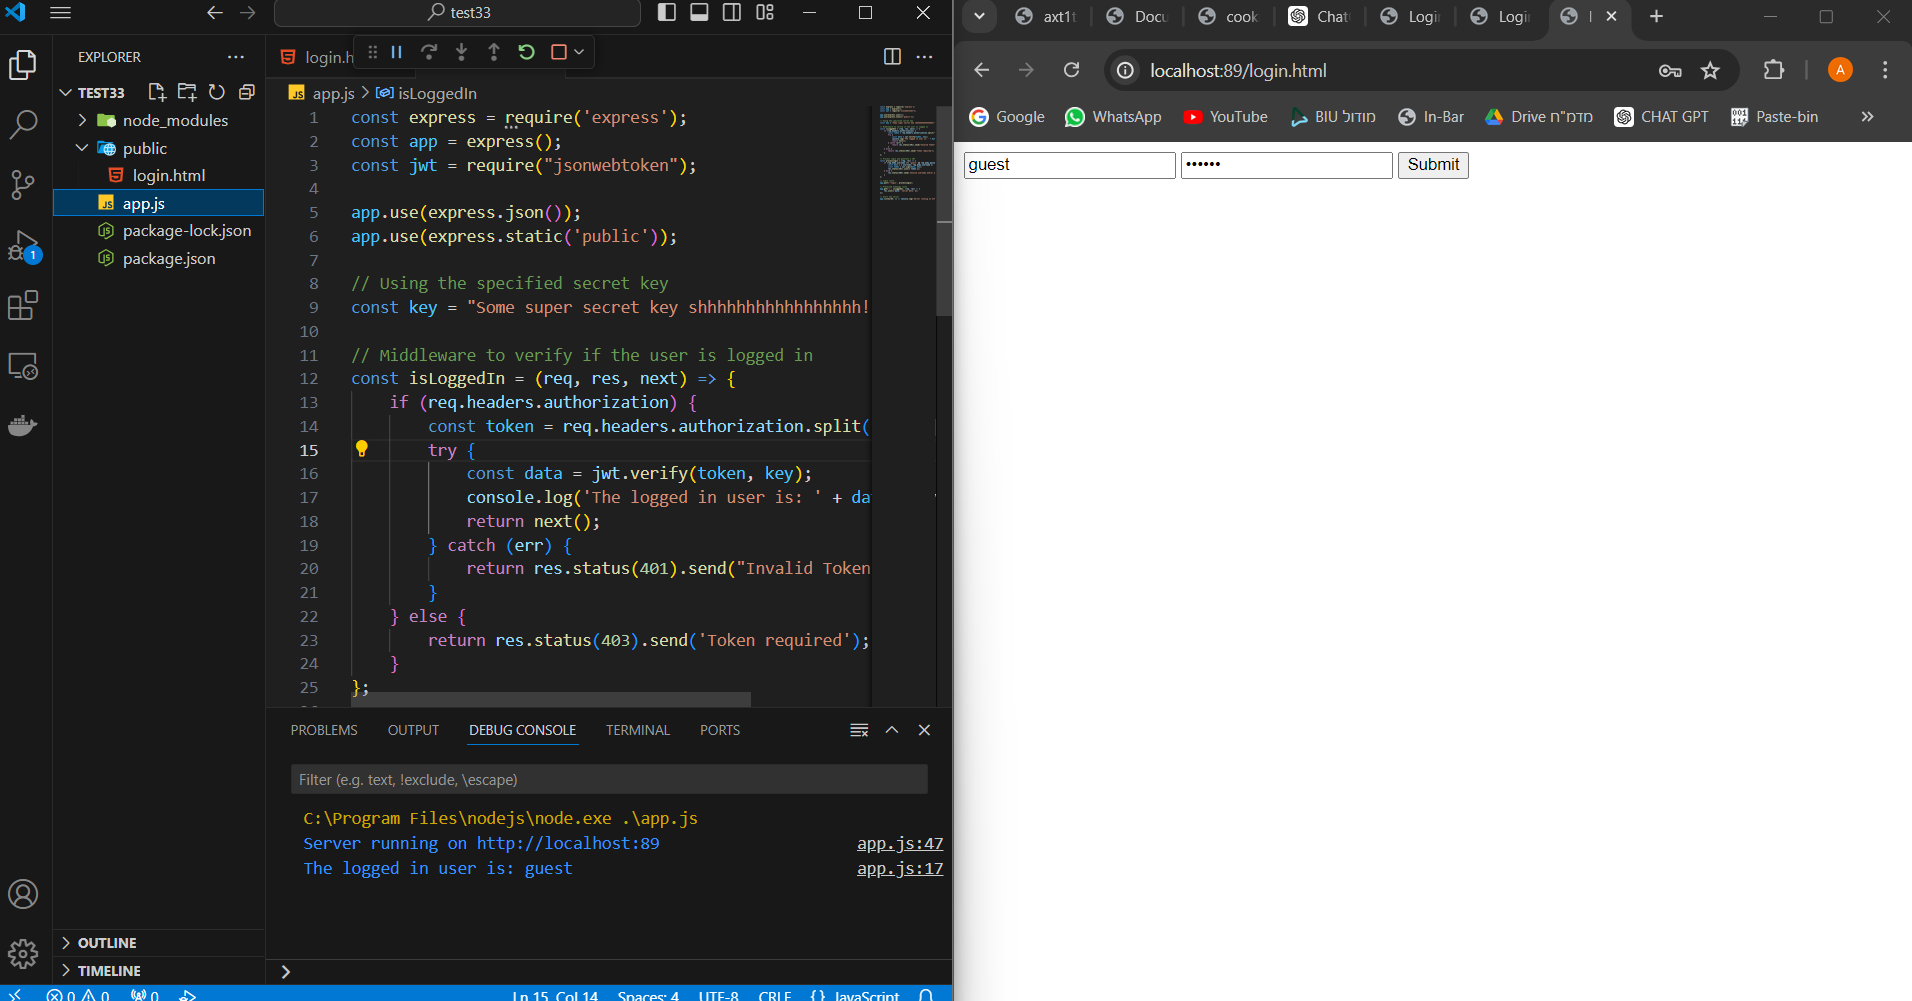 test33
EXPLORER
TEST33
node_modules
public
login.html
app.js
package-lock.json
package.json
OUTLINE
TIMELINE
1
login.h
app.js > isLoggedIn
1 const express = require('express');
2 const app = express();
3 const jwt = require("jsonwebtoken");
4
5 app.use(express.json());
6 app.use(express.static('public'));
7
8 // Using the specified secret key
9 const key = "Some super secret key shhhhhhhhhhhhhhhhh!
10
11 // Middleware to verify if the user is logged in
12 const isLoggedIn = (req, res, next) => {
13 if (req.headers.authorization) {
14 const token = req.headers.authorization.split(
15 try {
16 const data = jwt.verify(token, key);
17 console.log('The logged in user is: ' + da
18 return next();
19 } catch (err) {
20 return res.status(401).send("Invalid Token
21 }
22 } else {
23 return res.status(403).send('Token required');
24 }
25 };
PROBLEMS OUTPUT DEBUG CONSOLE TERMINAL PORTS
Filter (e.g. text, !exclude, \escape)
C:\Program Files\nodejs\node.exe .\app.js
Server running on http://localhost:89 app.js:47
The logged in user is: guest app.js:17
0 0 0 Ln 15, Col 14 Spaces: 4 UTF-8 CRLF {} JavaScript
axt1t Docu cook Chat Logi Logi
localhost:89/login.html A
Google WhatsApp YouTube BIU מודול In-Bar Drive מדמ"ח CHAT GPT Paste-bin »
guest •••••• Submit